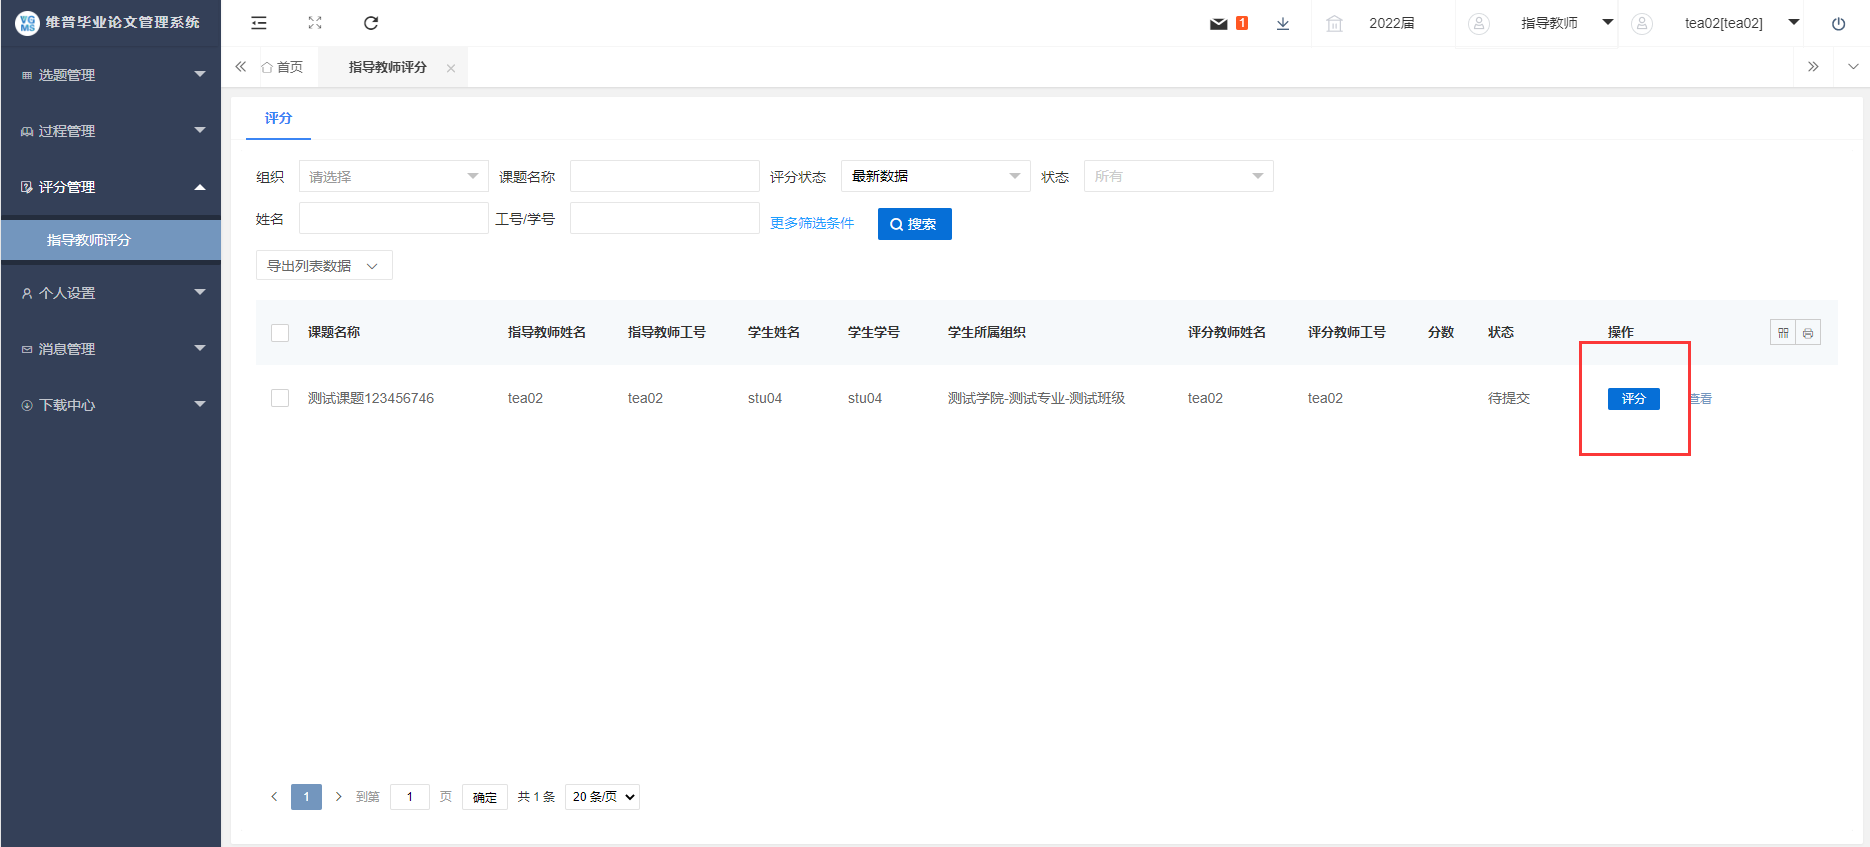 VG
MS
维普毕业论文管理系统
1
2022届
指导教师
tea02[tea02]
选题管理
过程管理
评分管理
指导教师评分
个人设置
消息管理
下载中心
首页
指导教师评分
评分
组织 请选择 课题名称 评分状态 最新数据 状态 所有
姓名 工号/学号 更多筛选条件 搜索
导出列表数据
课题名称 指导教师姓名 指导教师工号 学生姓名 学生学号 学生所属组织 评分教师姓名 评分教师工号 分数 状态 操作
测试课题123456746 tea02 tea02 stu04 stu04 测试学院-测试专业-测试班级 tea02 tea02 待提交 评分 查看
1 到第 1 页 确定 共 1 条 20 条/页